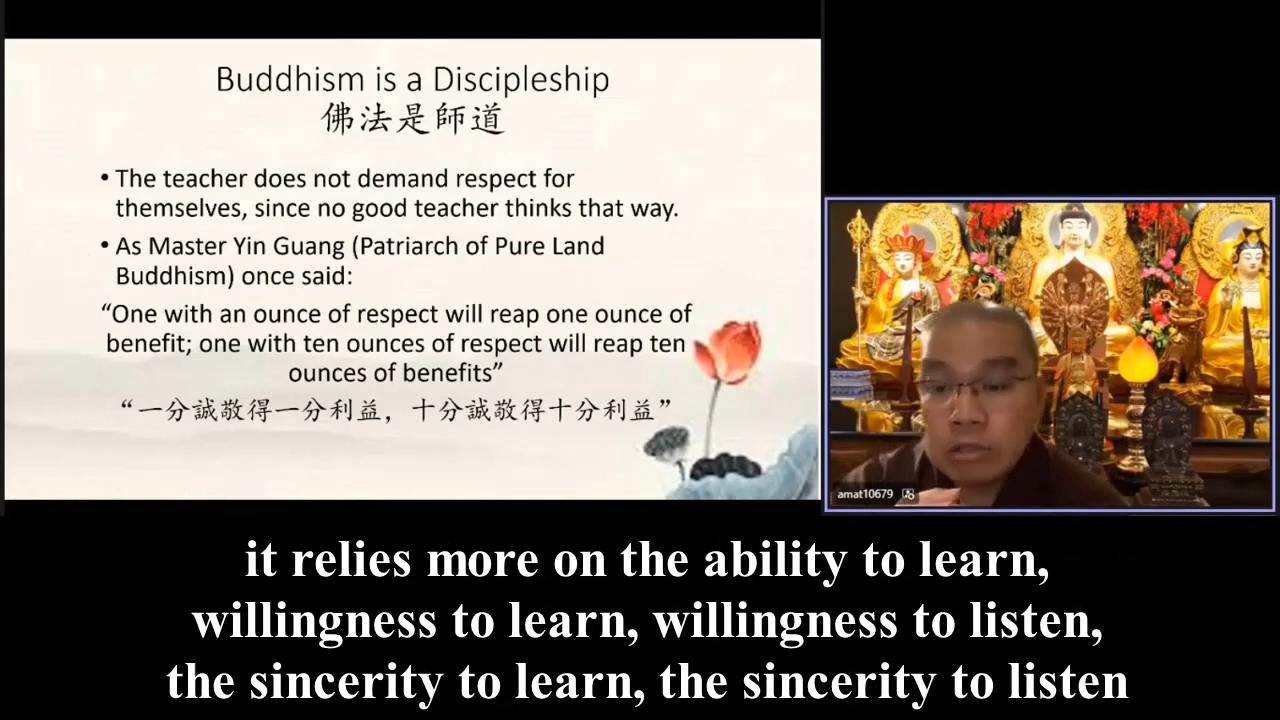 Buddhism is a Discipleship
佛法是師道
• The teacher does not demand respect for
themselves, since no good teacher thinks that way.
• As Master Yin Guang (Patriarch of Pure Land
Buddhism) once said:
“One with an ounce of respect will reap one ounce of
benefit; one with ten ounces of respect will reap ten
ounces of benefits”
“一分誠敬得一分利益，十分誠敬得十分利益”
amat10679
it relies more on the ability to learn,
willingness to learn, willingness to listen,
the sincerity to learn, the sincerity to listen